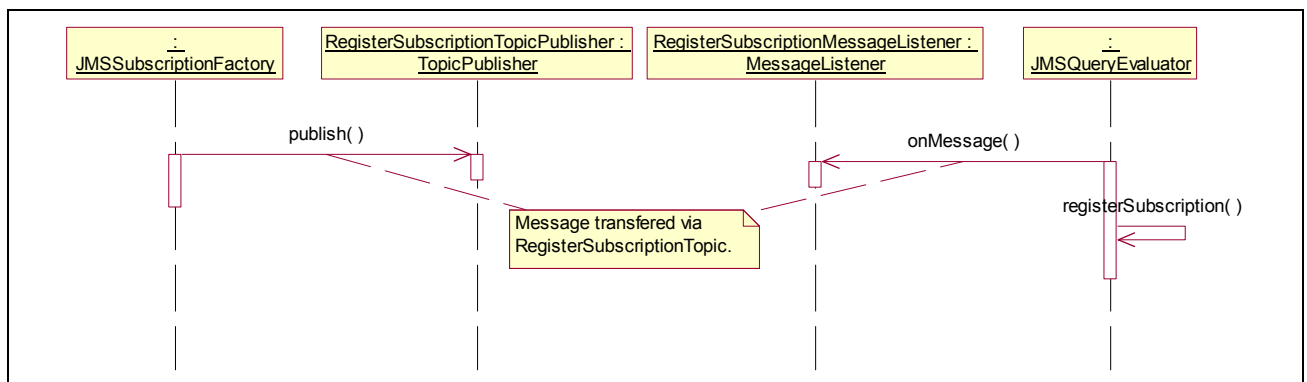 :
JMSSubscriptionFactory
RegisterSubscriptionTopicPublisher :
TopicPublisher
RegisterSubscriptionMessageListener :
MessageListener
:
JMSQueryEvaluator
publish( )
onMessage( )
registerSubscription( )
Message transfered via
RegisterSubscriptionTopic.